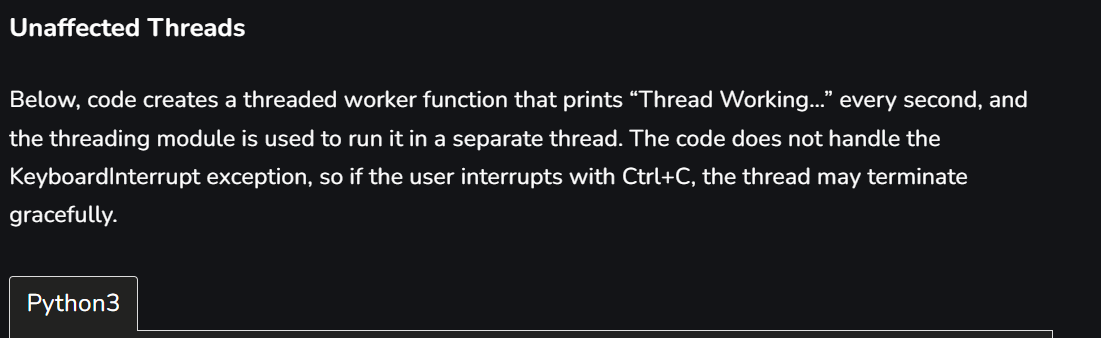 Unaffected Threads
Below, code creates a threaded worker function that prints “Thread Working…” every second, and
the threading module is used to run it in a separate thread. The code does not handle the
KeyboardInterrupt exception, so if the user interrupts with Ctrl+C, the thread may terminate
gracefully.
Python3